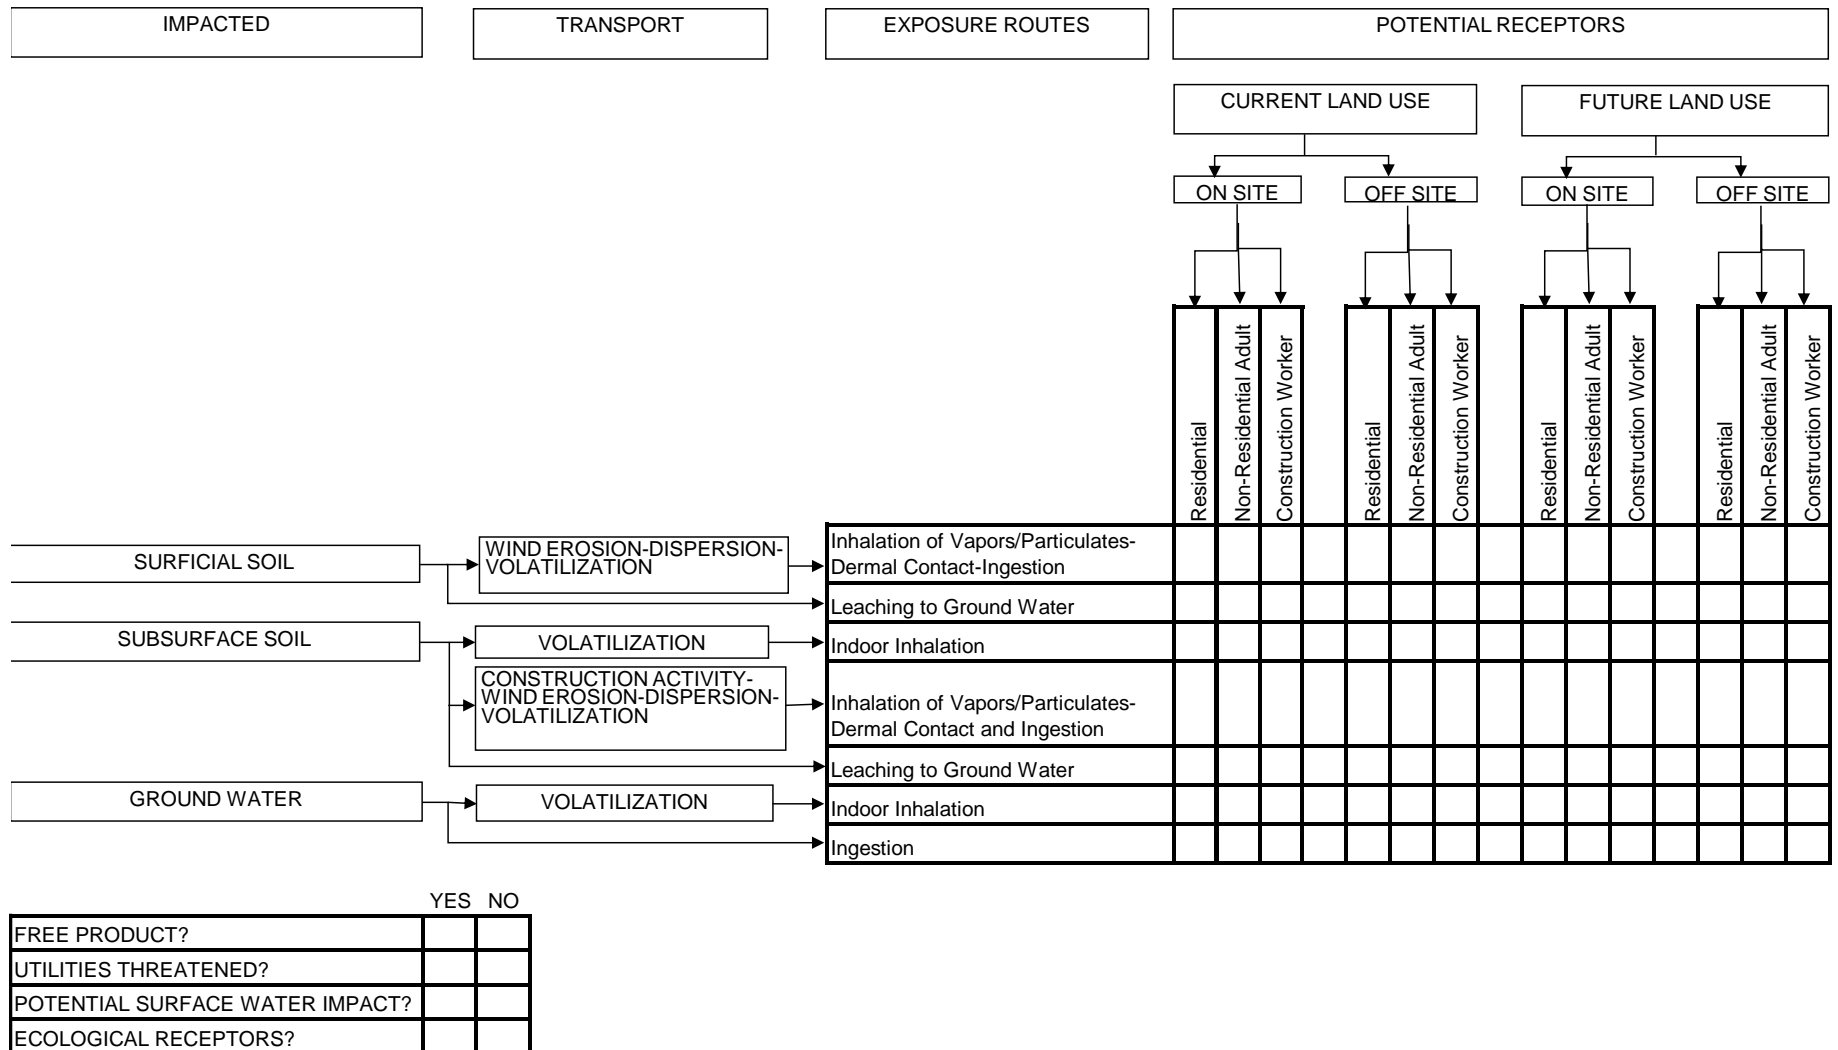 IMPACTED
TRANSPORT
EXPOSURE ROUTES
POTENTIAL RECEPTORS
CURRENT LAND USE
FUTURE LAND USE
ON SITE
OFF SITE
ON SITE
OFF SITE
Residential
Non-Residential Adult
Construction Worker
Residential
Non-Residential Adult
Construction Worker
Residential
Non-Residential Adult
Construction Worker
Residential
Non-Residential Adult
Construction Worker
SURFICIAL SOIL
WIND EROSION-DISPERSION-
VOLATILIZATION
Inhalation of Vapors/Particulates-
Dermal Contact-Ingestion
Leaching to Ground Water
SUBSURFACE SOIL
VOLATILIZATION
Indoor Inhalation
CONSTRUCTION ACTIVITY-
WIND EROSION-DISPERSION-
VOLATILIZATION
Inhalation of Vapors/Particulates-
Dermal Contact and Ingestion
Leaching to Ground Water
GROUND WATER
VOLATILIZATION
Indoor Inhalation
Ingestion
YES NO
FREE PRODUCT?
UTILITIES THREATENED?
POTENTIAL SURFACE WATER IMPACT?
ECOLOGICAL RECEPTORS?